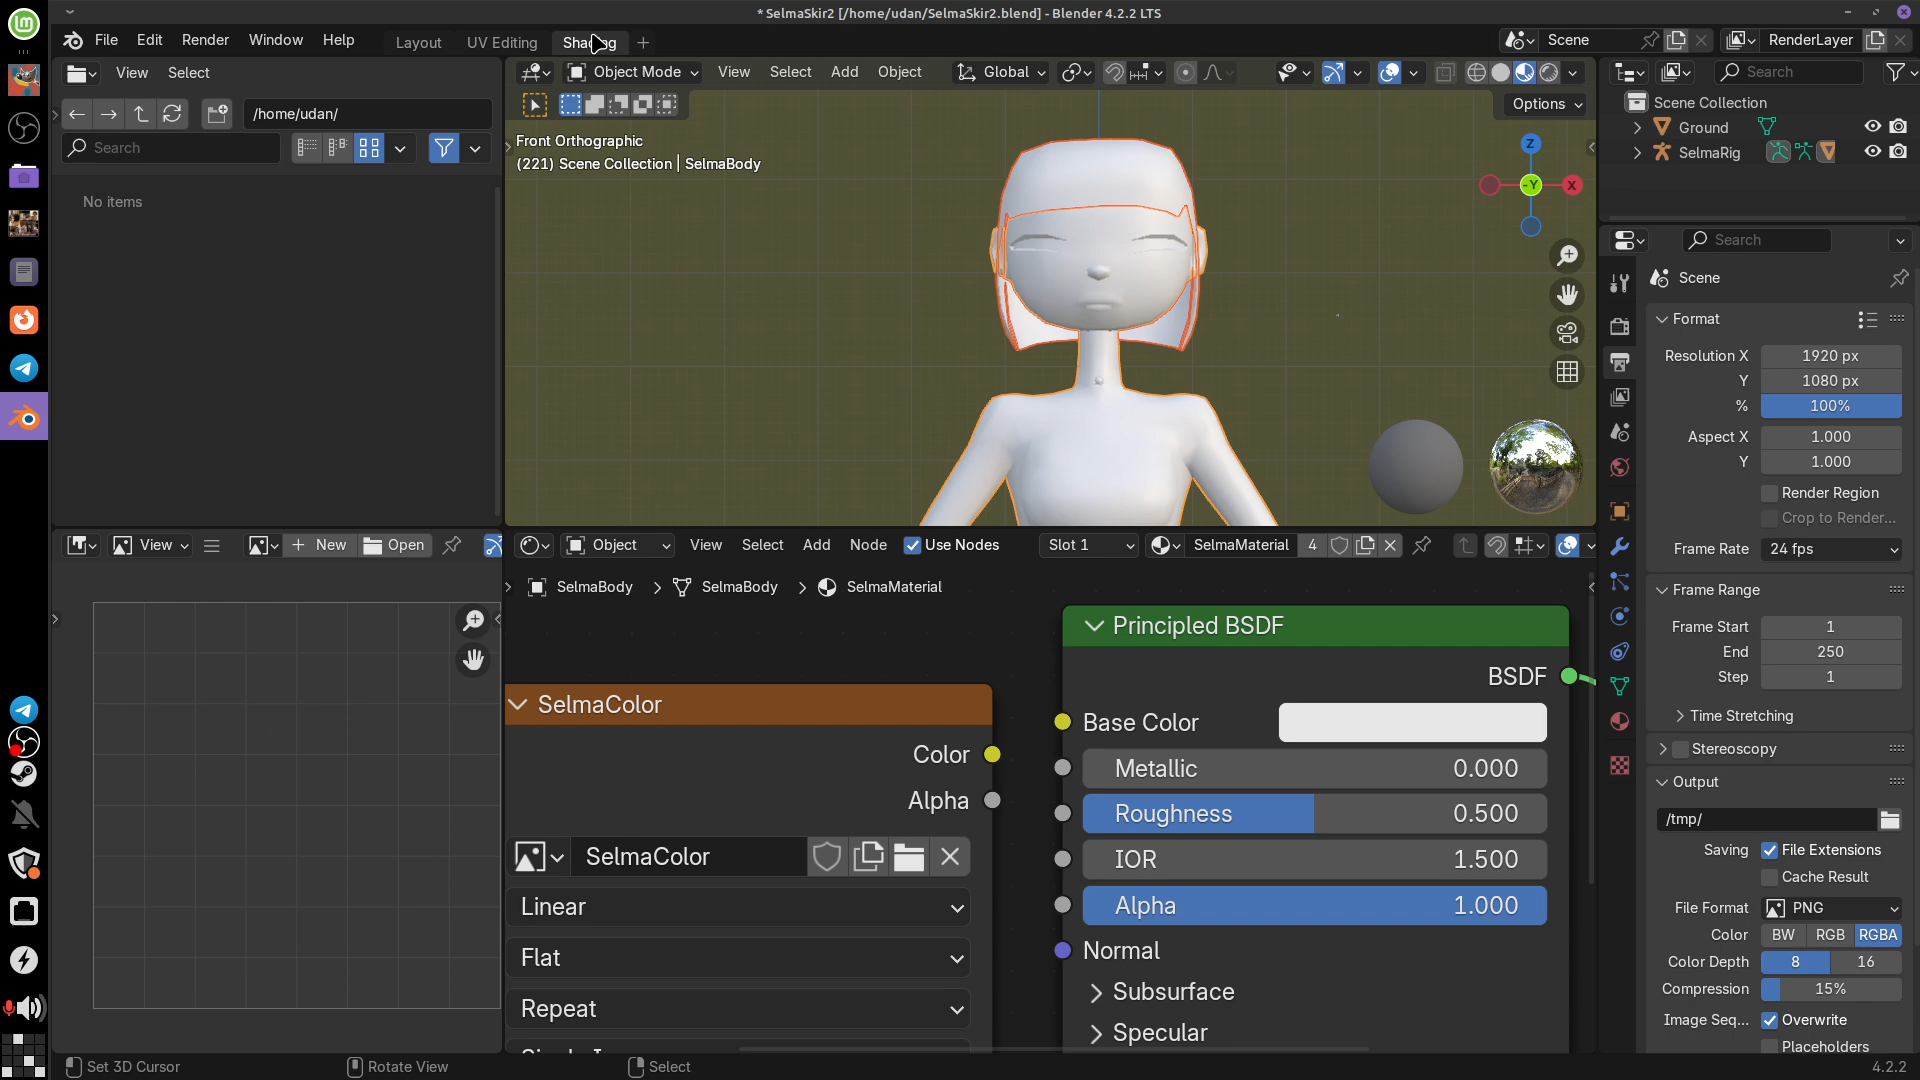 * SelmaSkir2 [/home/udan/SelmaSkir2.blend] - Blender 4.2.2 LTS
File Edit Render Window Help
Layout UV Editing Shading
Scene
RenderLayer
View Select
/home/udan/
Search
No items
Object Mode View Select Add Object Global
Options
Front Orthographic
(221) Scene Collection | SelmaBody
Z
-Y
X
Search
Scene Collection
Ground
SelmaRig
View New Open
Object View Select Add Node Use Nodes Slot 1 SelmaMaterial 4
SelmaBody > SelmaBody > SelmaMaterial
SelmaColor
Color
Alpha
SelmaColor
Linear
Flat
Repeat
Principled BSDF
BSDF
Base Color
Metallic 0.000
Roughness 0.500
IOR 1.500
Alpha 1.000
Normal
Subsurface
Specular
Search
Scene
Format
Resolution X 1920 px
Y 1080 px
% 100%
Aspect X 1.000
Y 1.000
Render Region
Crop to Render...
Frame Rate 24 fps
Frame Range
Frame Start 1
End 250
Step 1
Time Stretching
Stereoscopy
Output
/tmp/
Saving File Extensions
Cache Result
File Format PNG
Color BW RGB RGBA
Color Depth 8 16
Compression 15%
Image Seq... Overwrite
Placeholders
Set 3D Cursor Rotate View Select 4.2.2